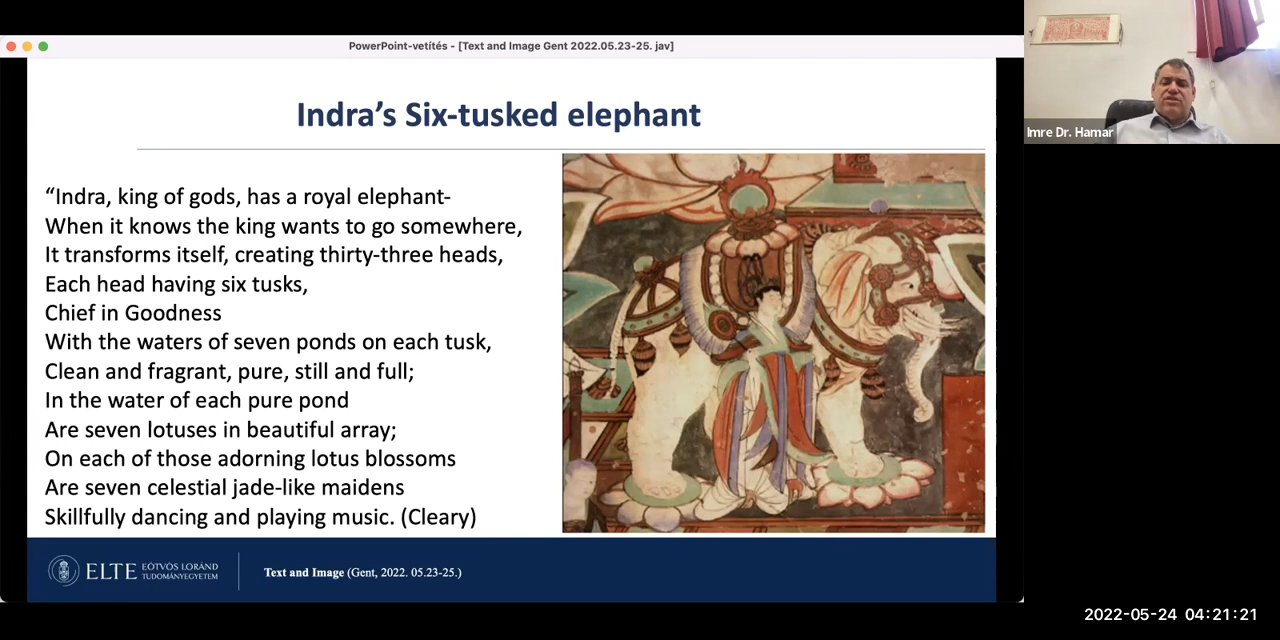 PowerPoint-vetítés - [Text and Image Gent 2022.05.23-25. jav]
Imre Dr. Hamar
Indra’s Six-tusked elephant
“Indra, king of gods, has a royal elephant-
When it knows the king wants to go somewhere,
It transforms itself, creating thirty-three heads,
Each head having six tusks,
Chief in Goodness
With the waters of seven ponds on each tusk,
Clean and fragrant, pure, still and full;
In the water of each pure pond
Are seven lotuses in beautiful array;
On each of those adorning lotus blossoms
Are seven celestial jade-like maidens
Skillfully dancing and playing music. (Cleary)
ELTE
EÖTVÖS LORÁND
TUDOMÁNYEGYETEM
Text and Image (Gent, 2022. 05.23-25.)
2022-05-24 04:21:21